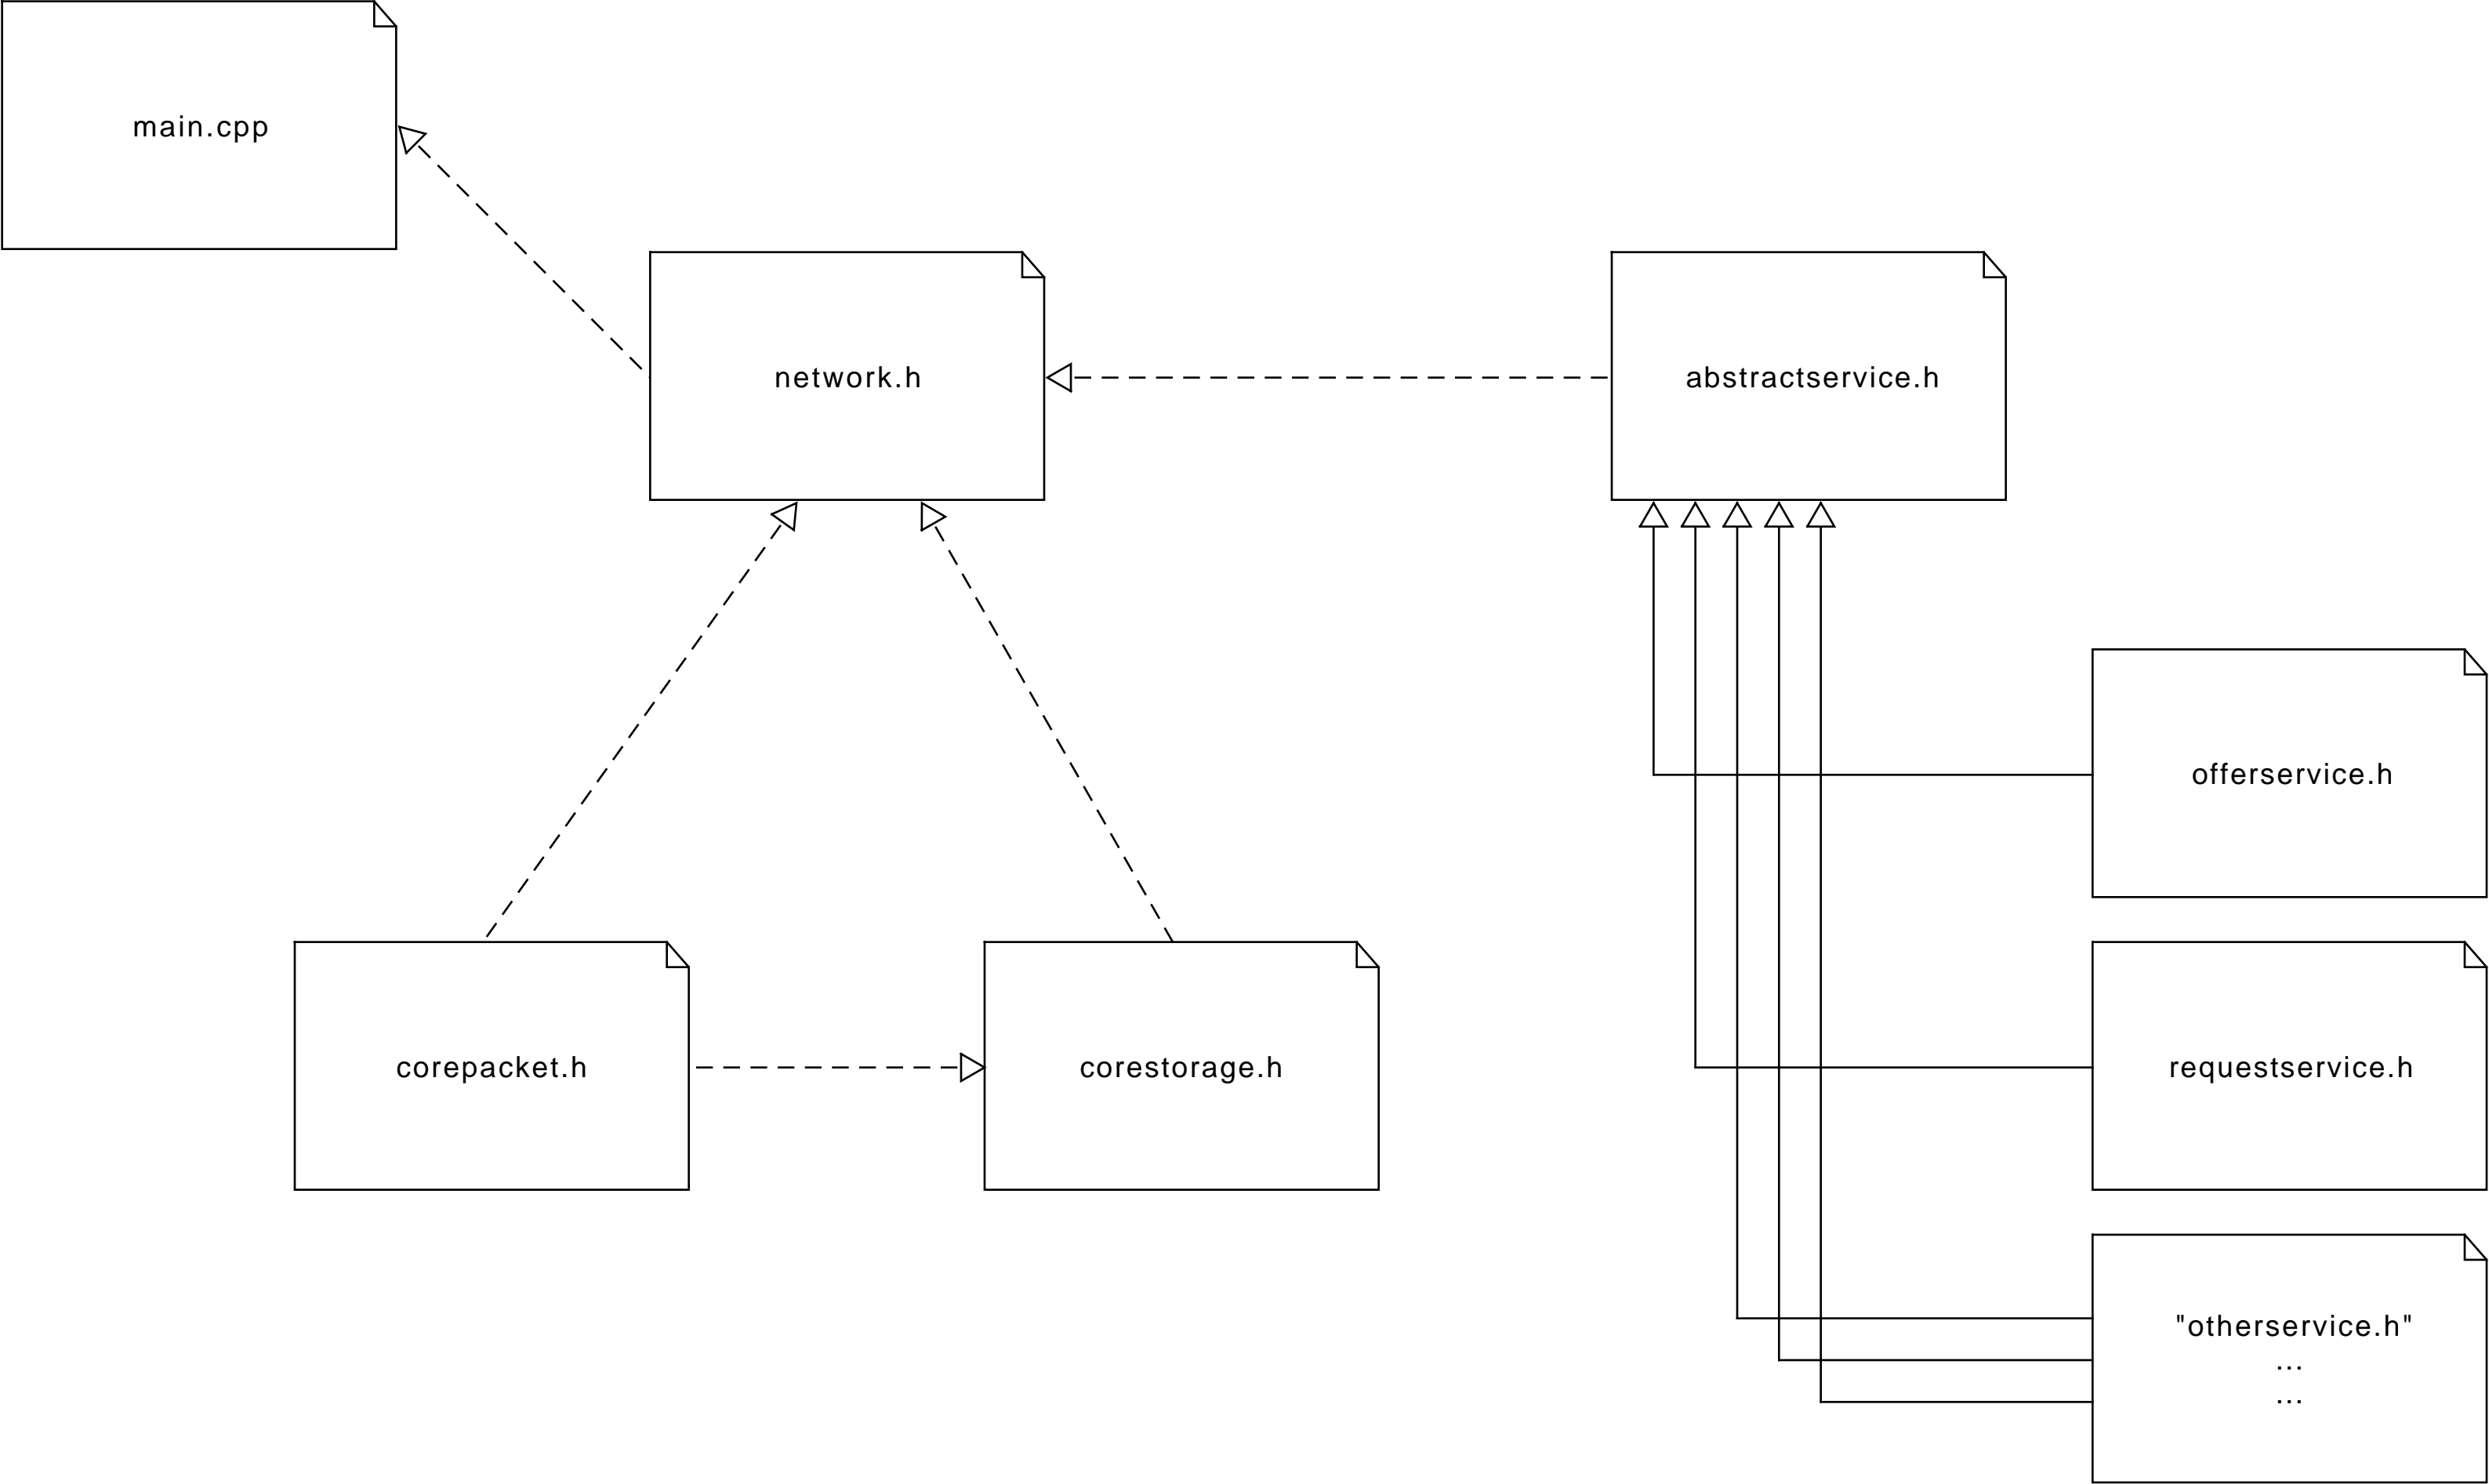 main.cpp
network.h
abstractservice.h
offerservice.h
corepacket.h
corestorage.h
requestservice.h
"otherservice.h"
...
...